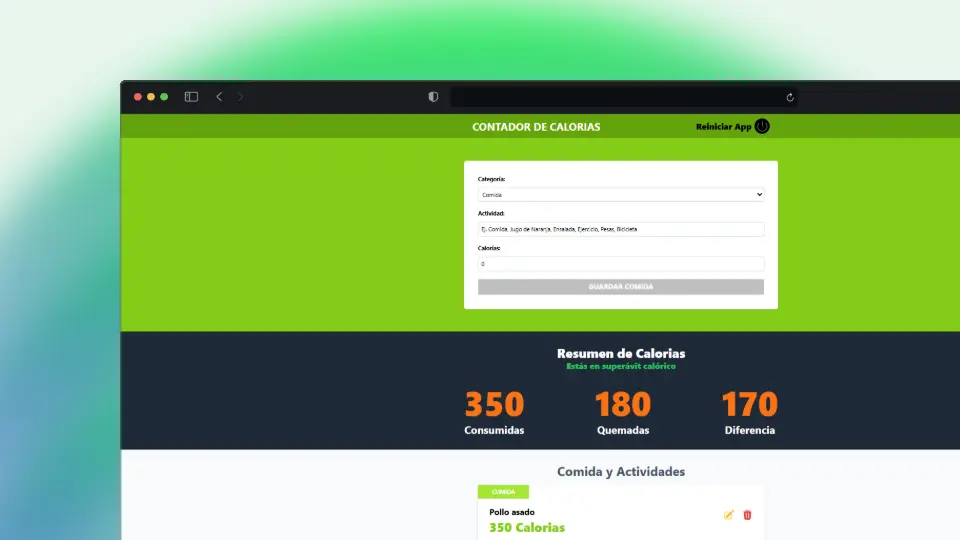 CONTADOR DE CALORIAS
Reiniciar App
Categoría:
Comida
Actividad:
Ej. Comida, Jugo de Naranja, Ensalada, Ejercicio, Pesas, Bicicleta
Calorías:
0
GUARDAR COMIDA
Resumen de Calorias
Estás en superávit calórico
350 180 170
Consumidas Quemadas Diferencia
Comida y Actividades
COMIDA
Pollo asado
350 Calorias